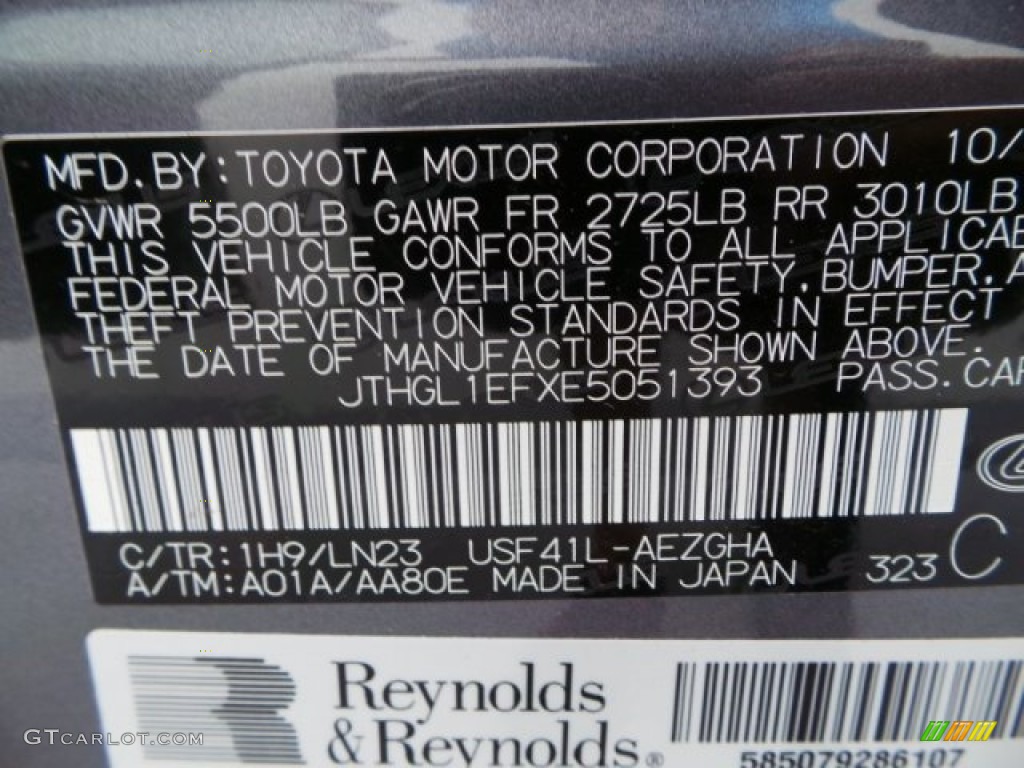 MFD. BY: TOYOTA MOTOR CORPORATION 10/
GVWR 5500LB GAWR FR 2725LB RR 3010LB
THIS VEHICLE CONFORMS TO ALL APPLICAB
FEDERAL MOTOR VEHICLE SAFETY, BUMPER, A
THEFT PREVENTION STANDARDS IN EFFECT
THE DATE OF MANUFACTURE SHOWN ABOVE.
JTHGL1EFXE5051393 PASS. CAR
C/TR: 1H9/LN23 USF41L-AEZGHA
A/TM: A01A/AA80E MADE IN JAPAN 323 C
Reynolds
& Reynolds®
585079286107
GTCarLot.com